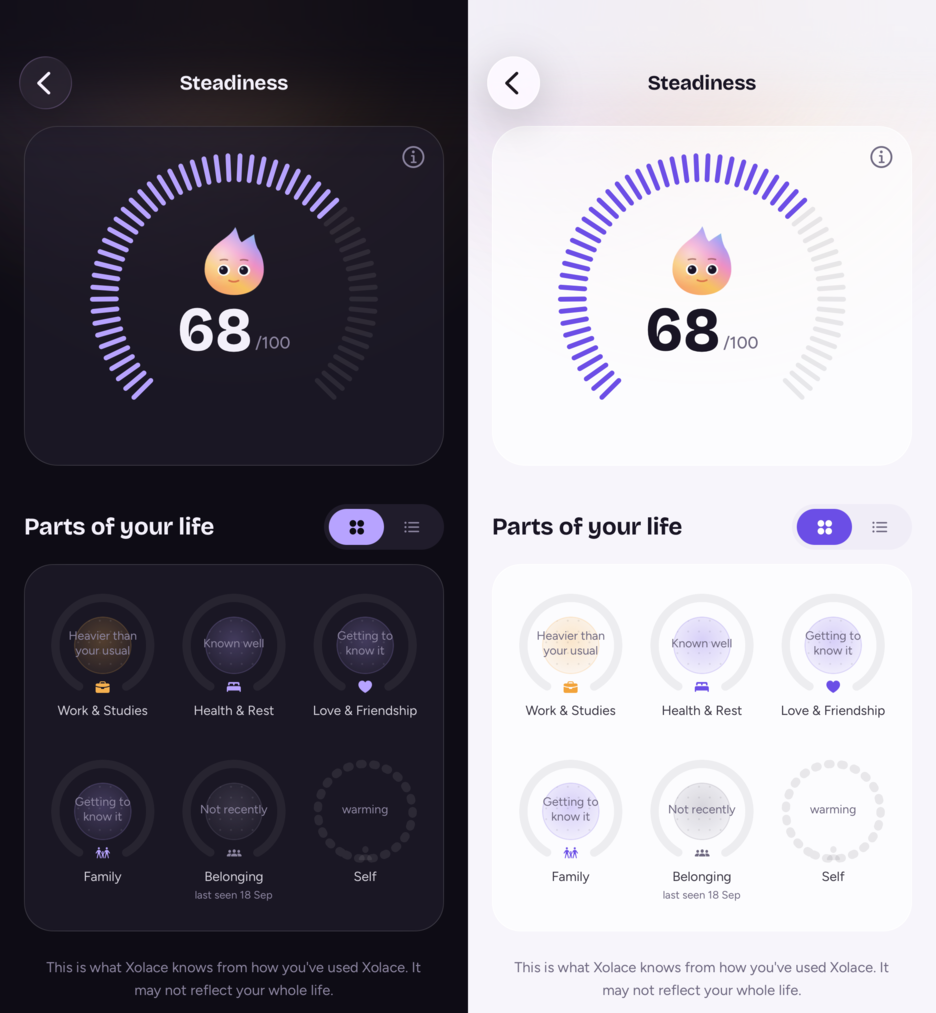 Steadiness
68 /100
Parts of your life
Heavier than
your usual
Known well
Getting to
know it
Work & Studies
Health & Rest
Love & Friendship
Getting to
know it
Not recently
warming
Family
Belonging
Self
last seen 18 Sep
This is what Xolace knows from how you've used Xolace. It
may not reflect your whole life.
Steadiness
68 /100
Parts of your life
Heavier than
your usual
Known well
Getting to
know it
Work & Studies
Health & Rest
Love & Friendship
Getting to
know it
Not recently
warming
Family
Belonging
Self
last seen 18 Sep
This is what Xolace knows from how you've used Xolace. It
may not reflect your whole life.